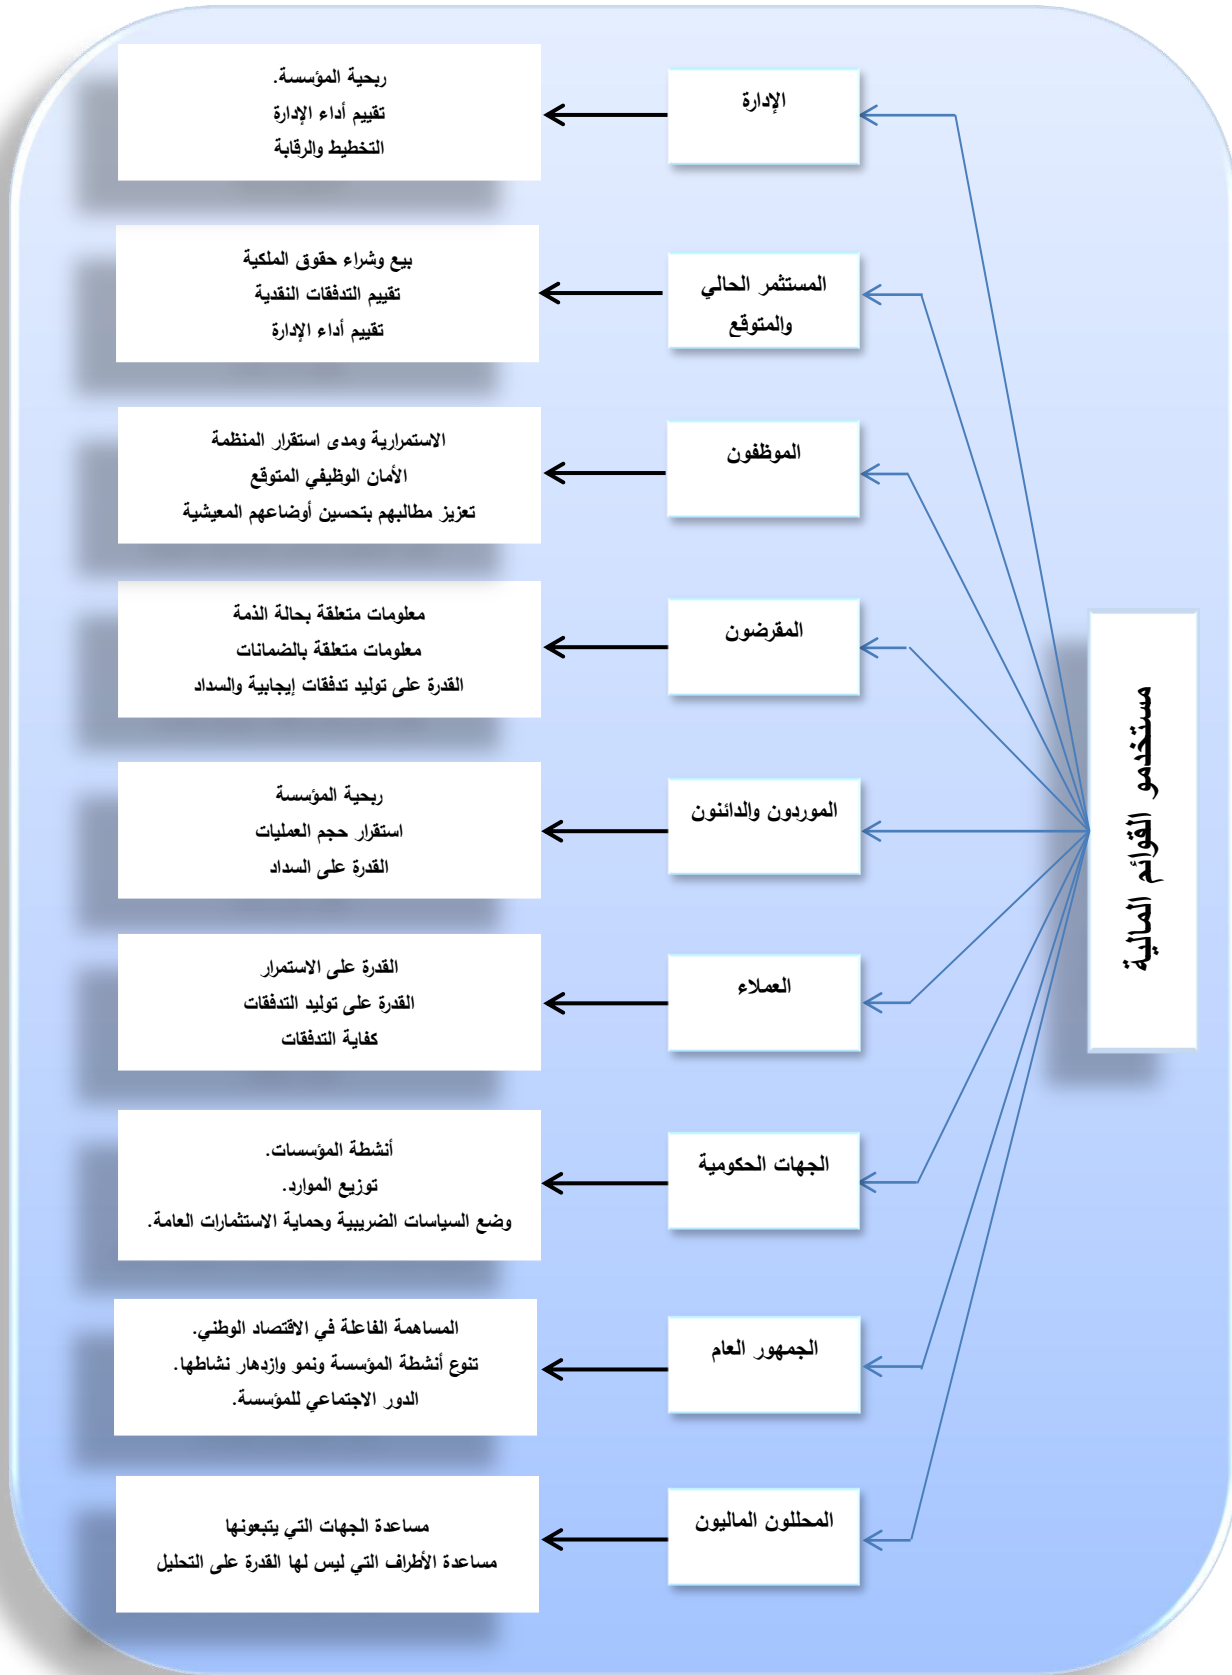 مستخدمو القوائم المالية
الإدارة
ربحية المؤسسة.
تقييم أداء الإدارة
التخطيط والرقابة
المستثمر الحالي
والمتوقع
بيع وشراء حقوق الملكية
تقييم التدفقات النقدية
تقييم أداء الإدارة
الموظفون
الاستمرارية ومدى استقرار المنظمة
الأمان الوظيفي المتوقع
تعزيز مطالبهم بتحسين أوضاعهم المعيشية
المقرضون
معلومات متعلقة بحالة الذمة
معلومات متعلقة بالضمانات
القدرة على توليد تدفقات إيجابية والسداد
الموردون والدائنون
ربحية المؤسسة
استقرار حجم العمليات
القدرة على السداد
العملاء
القدرة على الاستمرار
القدرة على توليد التدفقات
كفاية التدفقات
الجهات الحكومية
أنشطة المؤسسات.
توزيع الموارد.
وضع السياسات الضريبية وحماية الاستثمارات العامة.
الجمهور العام
المساهمة الفاعلة في الاقتصاد الوطني.
تنوع أنشطة المؤسسة ونمو وازدهار نشاطها.
الدور الاجتماعي للمؤسسة.
المحللون الماليون
مساعدة الجهات التي يتبعونها
مساعدة الأطراف التي ليس لها القدرة على التحليل